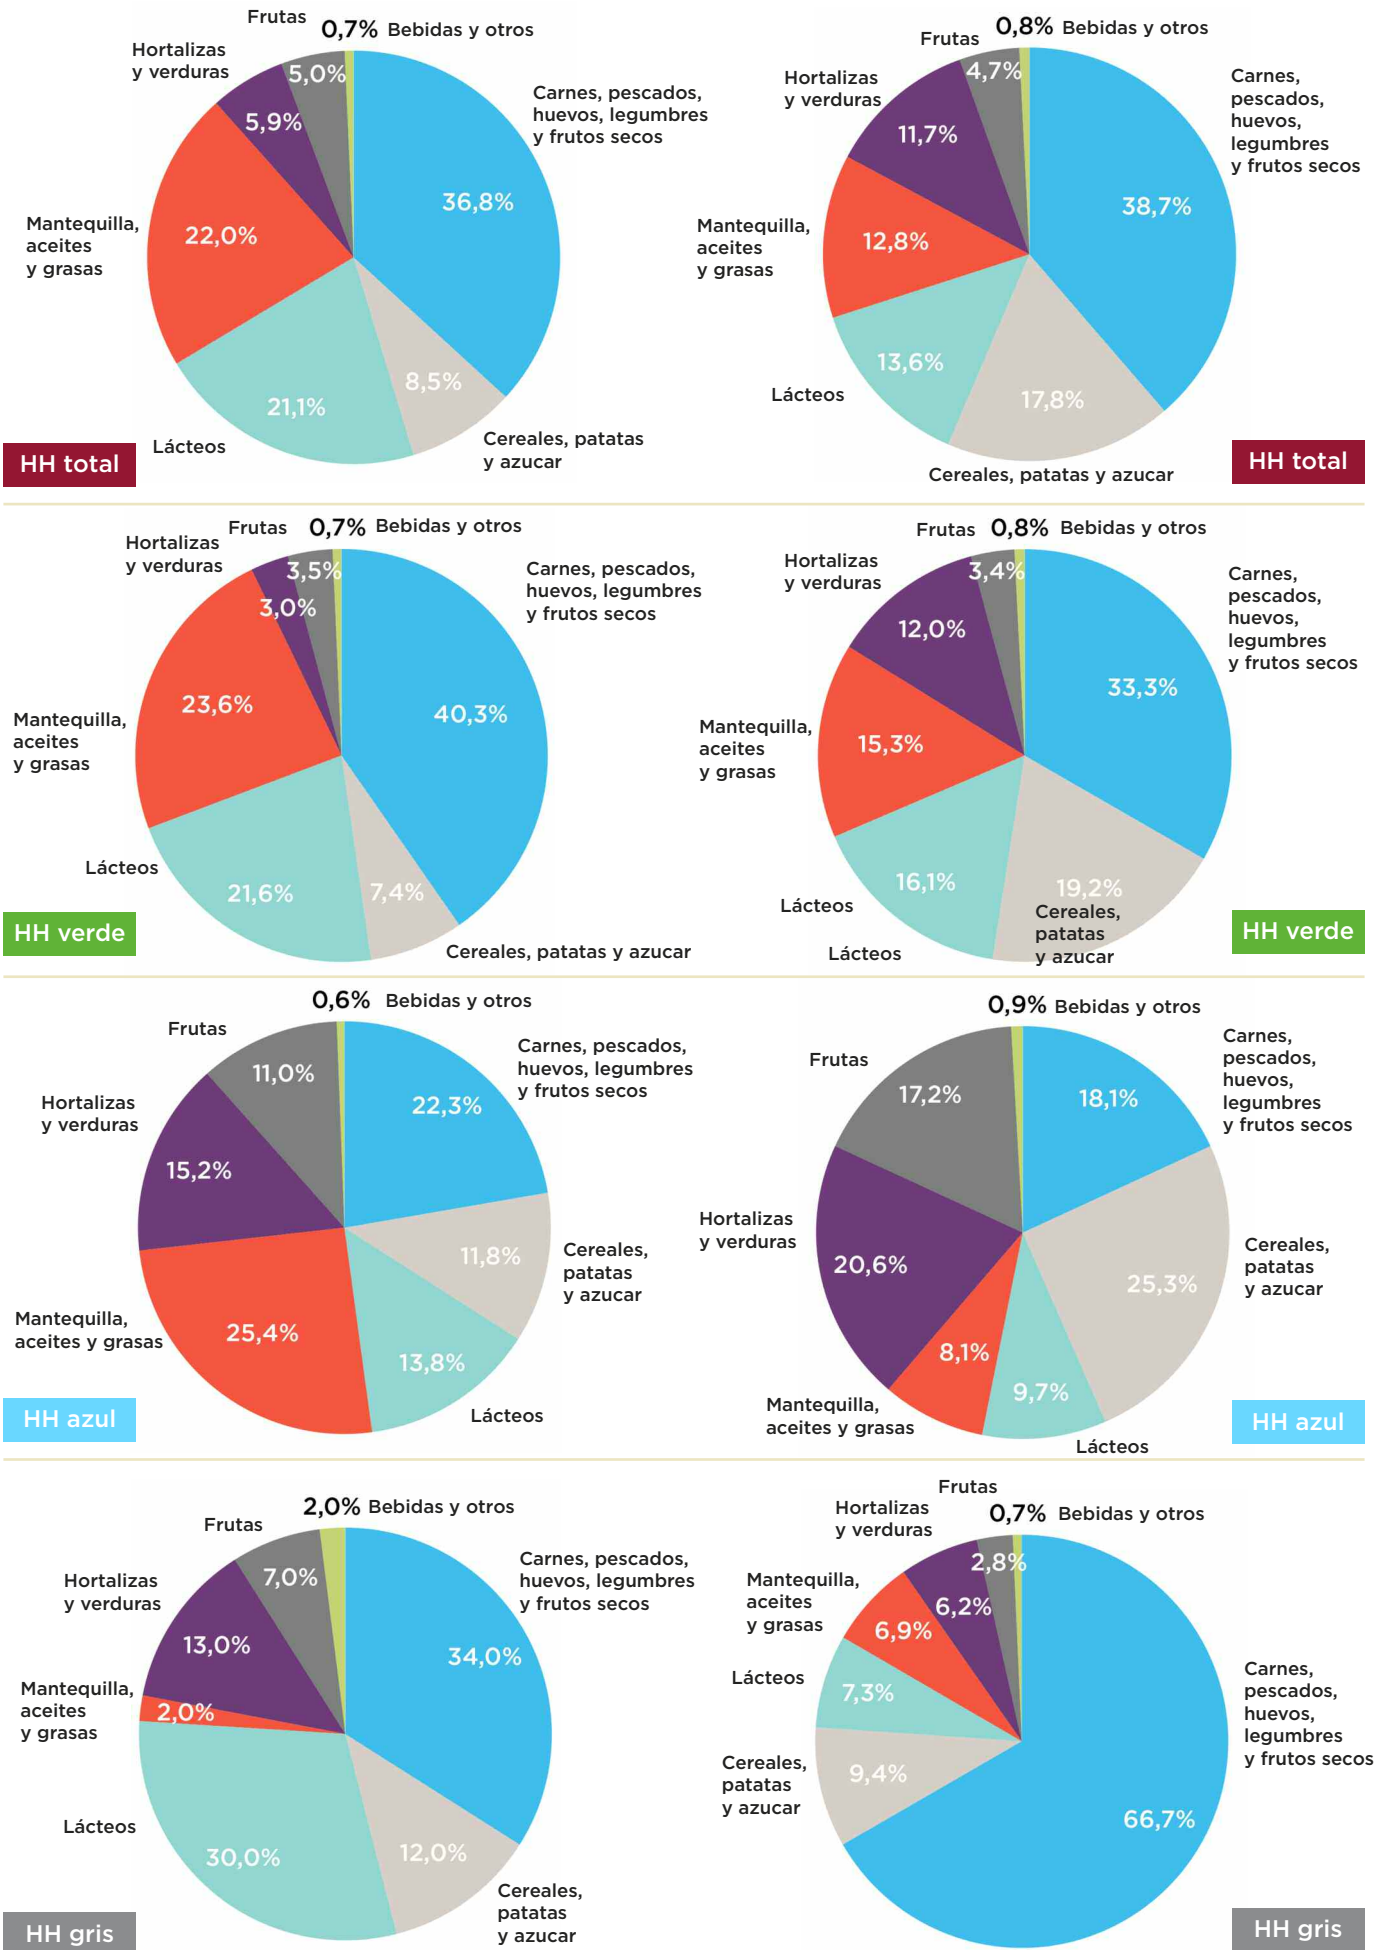 Frutas
0,7% Bebidas y otros
Hortalizas
y verduras
5,0%
Carnes, pescados,
huevos, legumbres
y frutos secos
5,9%
36,8%
Mantequilla,
aceites
y grasas
22,0%
8,5%
21,1%
Lácteos
Cereales, patatas
y azucar
HH total
0,8% Bebidas y otros
Frutas
4,7%
Hortalizas
y verduras
Carnes,
pescados,
huevos,
legumbres
y frutos secos
11,7%
38,7%
Mantequilla,
aceites
y grasas
12,8%
13,6%
17,8%
Lácteos
Cereales, patatas y azucar
HH total
Frutas
0,7% Bebidas y otros
Hortalizas
y verduras
3,5%
Carnes, pescados,
huevos, legumbres
y frutos secos
3,0%
23,6%
40,3%
Mantequilla,
aceites
y grasas
Lácteos
21,6%
7,4%
Cereales, patatas y azucar
HH verde
Frutas
0,8% Bebidas y otros
Hortalizas
y verduras
3,4%
Carnes,
pescados,
huevos,
legumbres
y frutos secos
12,0%
33,3%
Mantequilla,
aceites
y grasas
15,3%
16,1%
19,2%
Lácteos
Cereales,
patatas
y azucar
Lácteos
HH verde
0,6% Bebidas y otros
Frutas
11,0%
Carnes, pescados,
huevos, legumbres
y frutos secos
22,3%
Hortalizas
y verduras
15,2%
11,8%
Cereales,
patatas
y azucar
Mantequilla,
aceites y grasas
25,4%
13,8%
Lácteos
HH azul
0,9% Bebidas y otros
Frutas
17,2%
18,1%
Carnes,
pescados,
huevos,
legumbres
y frutos secos
Hortalizas
y verduras
20,6%
25,3%
Cereales,
patatas
y azucar
8,1%
9,7%
Mantequilla,
aceites y grasas
Lácteos
HH azul
2,0% Bebidas y otros
Frutas
7,0%
Carnes, pescados,
huevos, legumbres
y frutos secos
Hortalizas
y verduras
13,0%
34,0%
Mantequilla,
aceites
y grasas
2,0%
Lácteos
30,0%
12,0%
Cereales,
patatas
y azucar
HH gris
Frutas
0,7% Bebidas y otros
Hortalizas
y verduras
2,8%
Mantequilla,
aceites
y grasas
6,2%
6,9%
Lácteos
7,3%
Carnes,
pescados,
huevos,
legumbres
y frutos secos
Cereales,
patatas
y azucar
9,4%
66,7%
HH gris